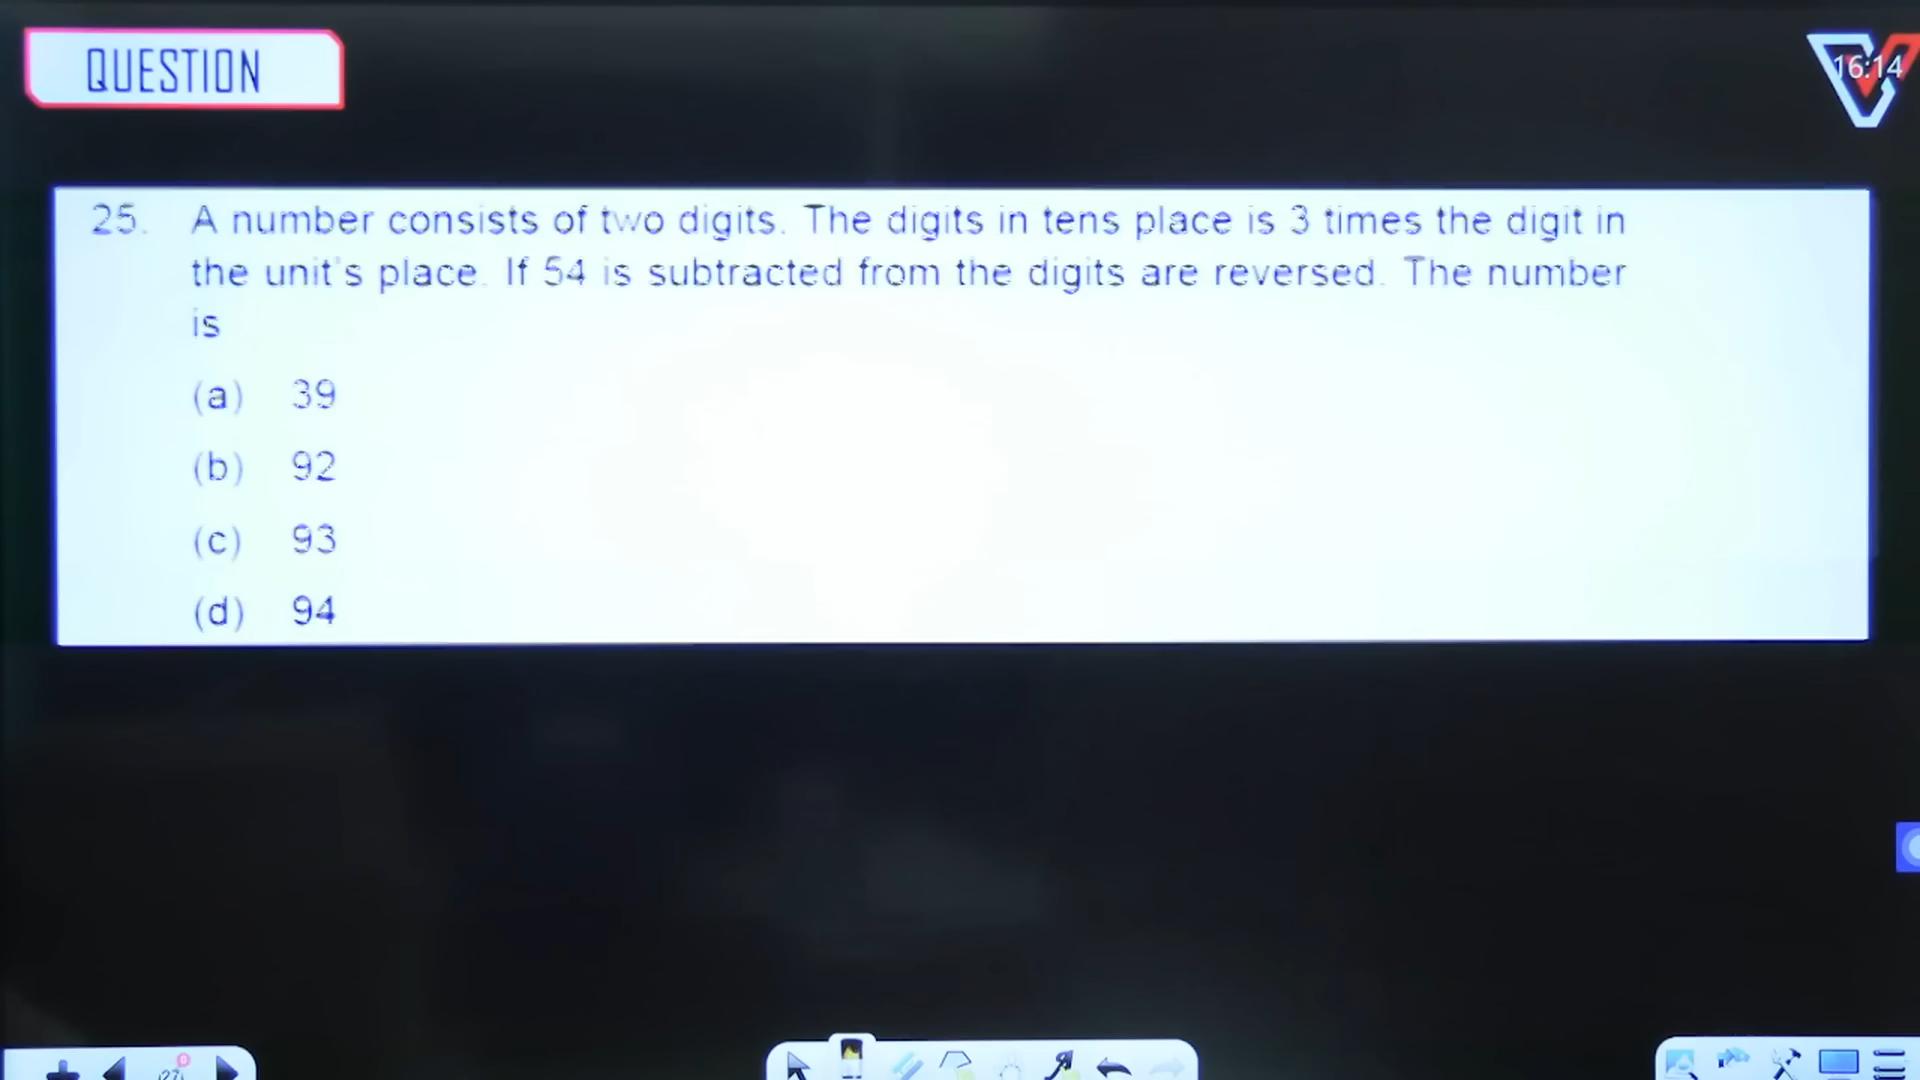 QUESTION
16:14
25. A number consists of two digits. The digits in tens place is 3 times the digit in
the unit's place. If 54 is subtracted from the digits are reversed. The number
is
(a) 39
(b) 92
(c) 93
(d) 94